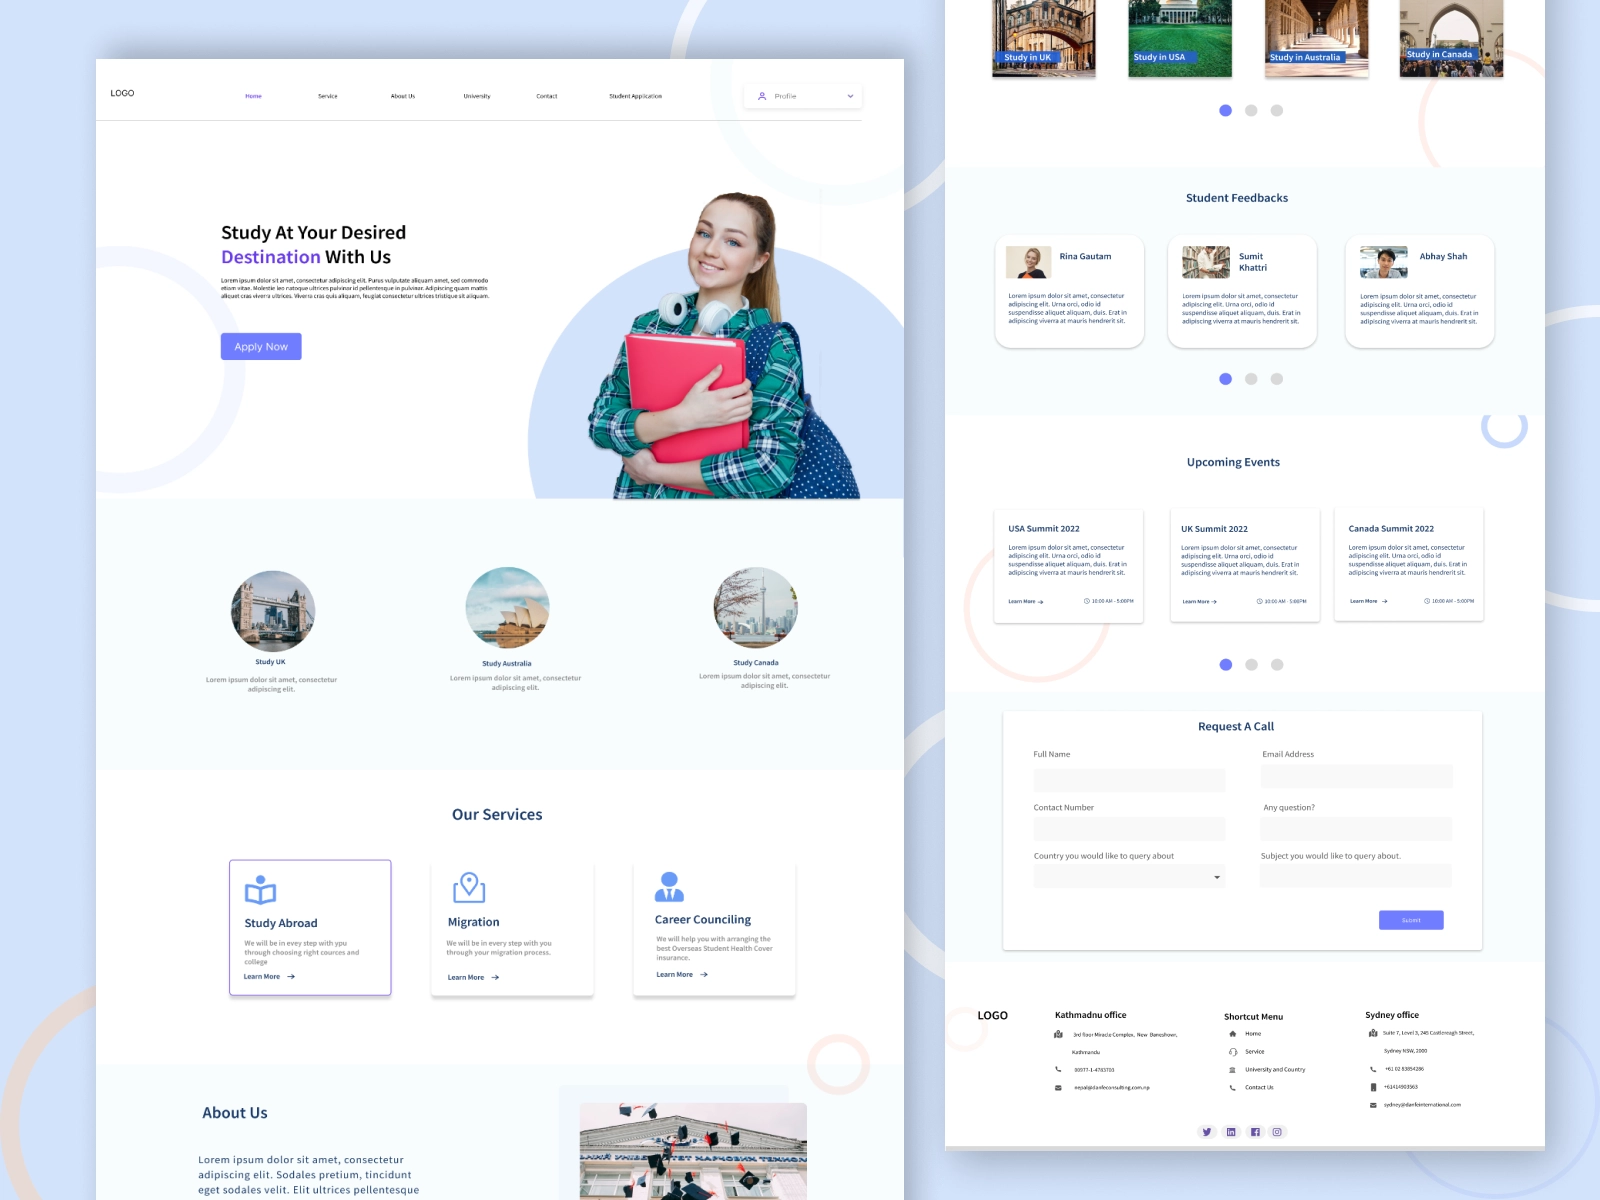 LOGO
Home
Service
About Us
University
Contact
Student Application
Profile
Study At Your Desired
Destination With Us
Lorem ipsum dolor sit amet, consectetur adipiscing elit. Purus vulputate aliquam amet, sed commodo
etiam vitae. Molestie leo natoque ultrices pulvinar id pellentesque in pulvinar. Adipiscing quam mattis
aliquet cras viverra ultrices. Viverra cras quis aliquam, feugiat consectetur ultrices tristique sit aliquam.
Apply Now
Study UK
Lorem ipsum dolor sit amet, consectetur
adipiscing elit.
Study Australia
Lorem ipsum dolor sit amet, consectetur
adipiscing elit.
Study Canada
Lorem ipsum dolor sit amet, consectetur
adipiscing elit.
Our Services
Study Abroad
We will be in evey step with ypu
through choosing right cources and
college
Learn More
Migration
We will be in every step with you
through your migration process.
Learn More
Career Counciling
We will help you with arranging the
best Overseas Student Health Cover
insurance.
Learn More
About Us
Lorem ipsum dolor sit amet, consectetur
adipiscing elit. Sodales pretium, tincidunt
eget sodales velit. Elit ultrices pellentesque
Study in UK
Study in USA
Study in Australia
Study in Canada
Student Feedbacks
Rina Gautam
Lorem ipsum dolor sit amet, consectetur
adipiscing elit. Urna orci, odio id
suspendisse aliquet aliquam, duis. Erat in
adipiscing viverra at mauris hendrerit sit.
Sumit
Khattri
Lorem ipsum dolor sit amet, consectetur
adipiscing elit. Urna orci, odio id
suspendisse aliquet aliquam, duis. Erat in
adipiscing viverra at mauris hendrerit sit.
Abhay Shah
Lorem ipsum dolor sit amet, consectetur
adipiscing elit. Urna orci, odio id
suspendisse aliquet aliquam, duis. Erat in
adipiscing viverra at mauris hendrerit sit.
Upcoming Events
USA Summit 2022
Lorem ipsum dolor sit amet, consectetur
adipiscing elit. Urna orci, odio id
suspendisse aliquet aliquam, duis. Erat in
adipiscing viverra at mauris hendrerit sit.
Learn More
10:00 AM - 5:00PM
UK Summit 2022
Lorem ipsum dolor sit amet, consectetur
adipiscing elit. Urna orci, odio id
suspendisse aliquet aliquam, duis. Erat in
adipiscing viverra at mauris hendrerit sit.
Learn More
10:00 AM - 5:00PM
Canada Summit 2022
Lorem ipsum dolor sit amet, consectetur
adipiscing elit. Urna orci, odio id
suspendisse aliquet aliquam, duis. Erat in
adipiscing viverra at mauris hendrerit sit.
Learn More
10:00 AM - 5:00PM
Request A Call
Full Name
Email Address
Contact Number
Any question?
Country you would like to query about
Subject you would like to query about.
Submit
LOGO
Kathmadnu office
3rd floor Miracle Complex, New Baneshown,
Kathmandu
00977-1-4783703
nepal@danfeconsulting.com.np
Shortcut Menu
Home
Service
University and Country
Contact Us
Sydney office
Suite 7, Level 3, 245 Castlereagh Street,
Sydney NSW, 2000
+61 02 83854286
+61414903563
sydney@danfeinternational.com